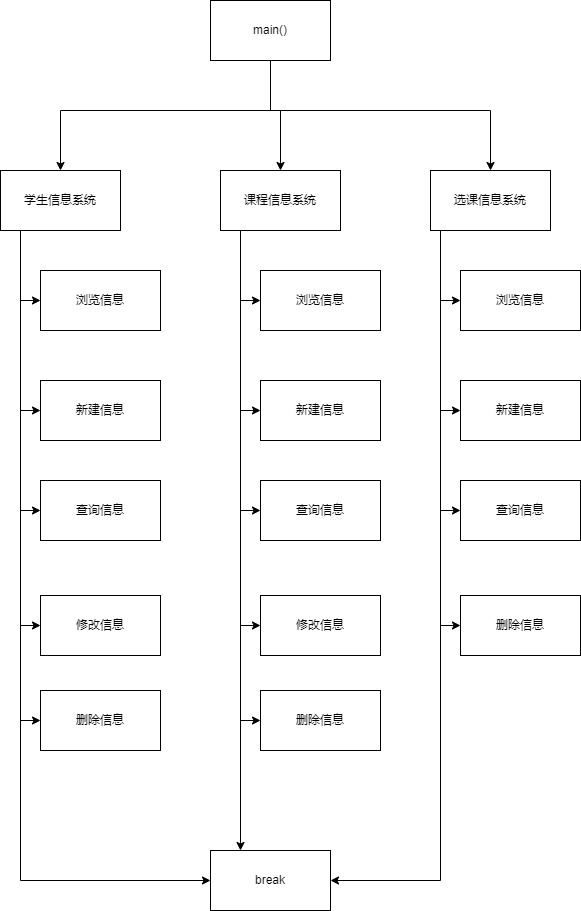 main()
学生信息系统
课程信息系统
选课信息系统
浏览信息
浏览信息
浏览信息
新建信息
新建信息
新建信息
查询信息
查询信息
查询信息
修改信息
修改信息
删除信息
删除信息
删除信息
break